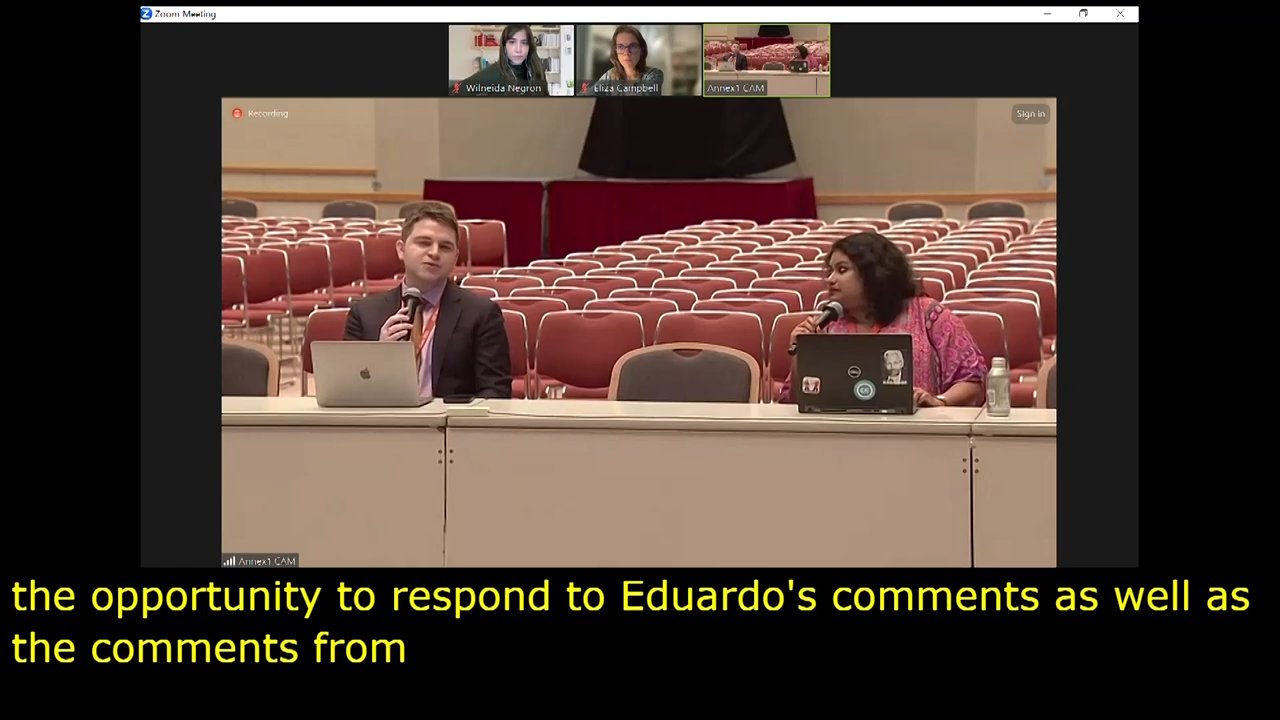 Zoom Meeting
Wilneida Negron
Eliza Campbell
Annex1 CAM
Recording
Sign in
Annex1 CAM
the opportunity to respond to Eduardo's comments as well as
the comments from